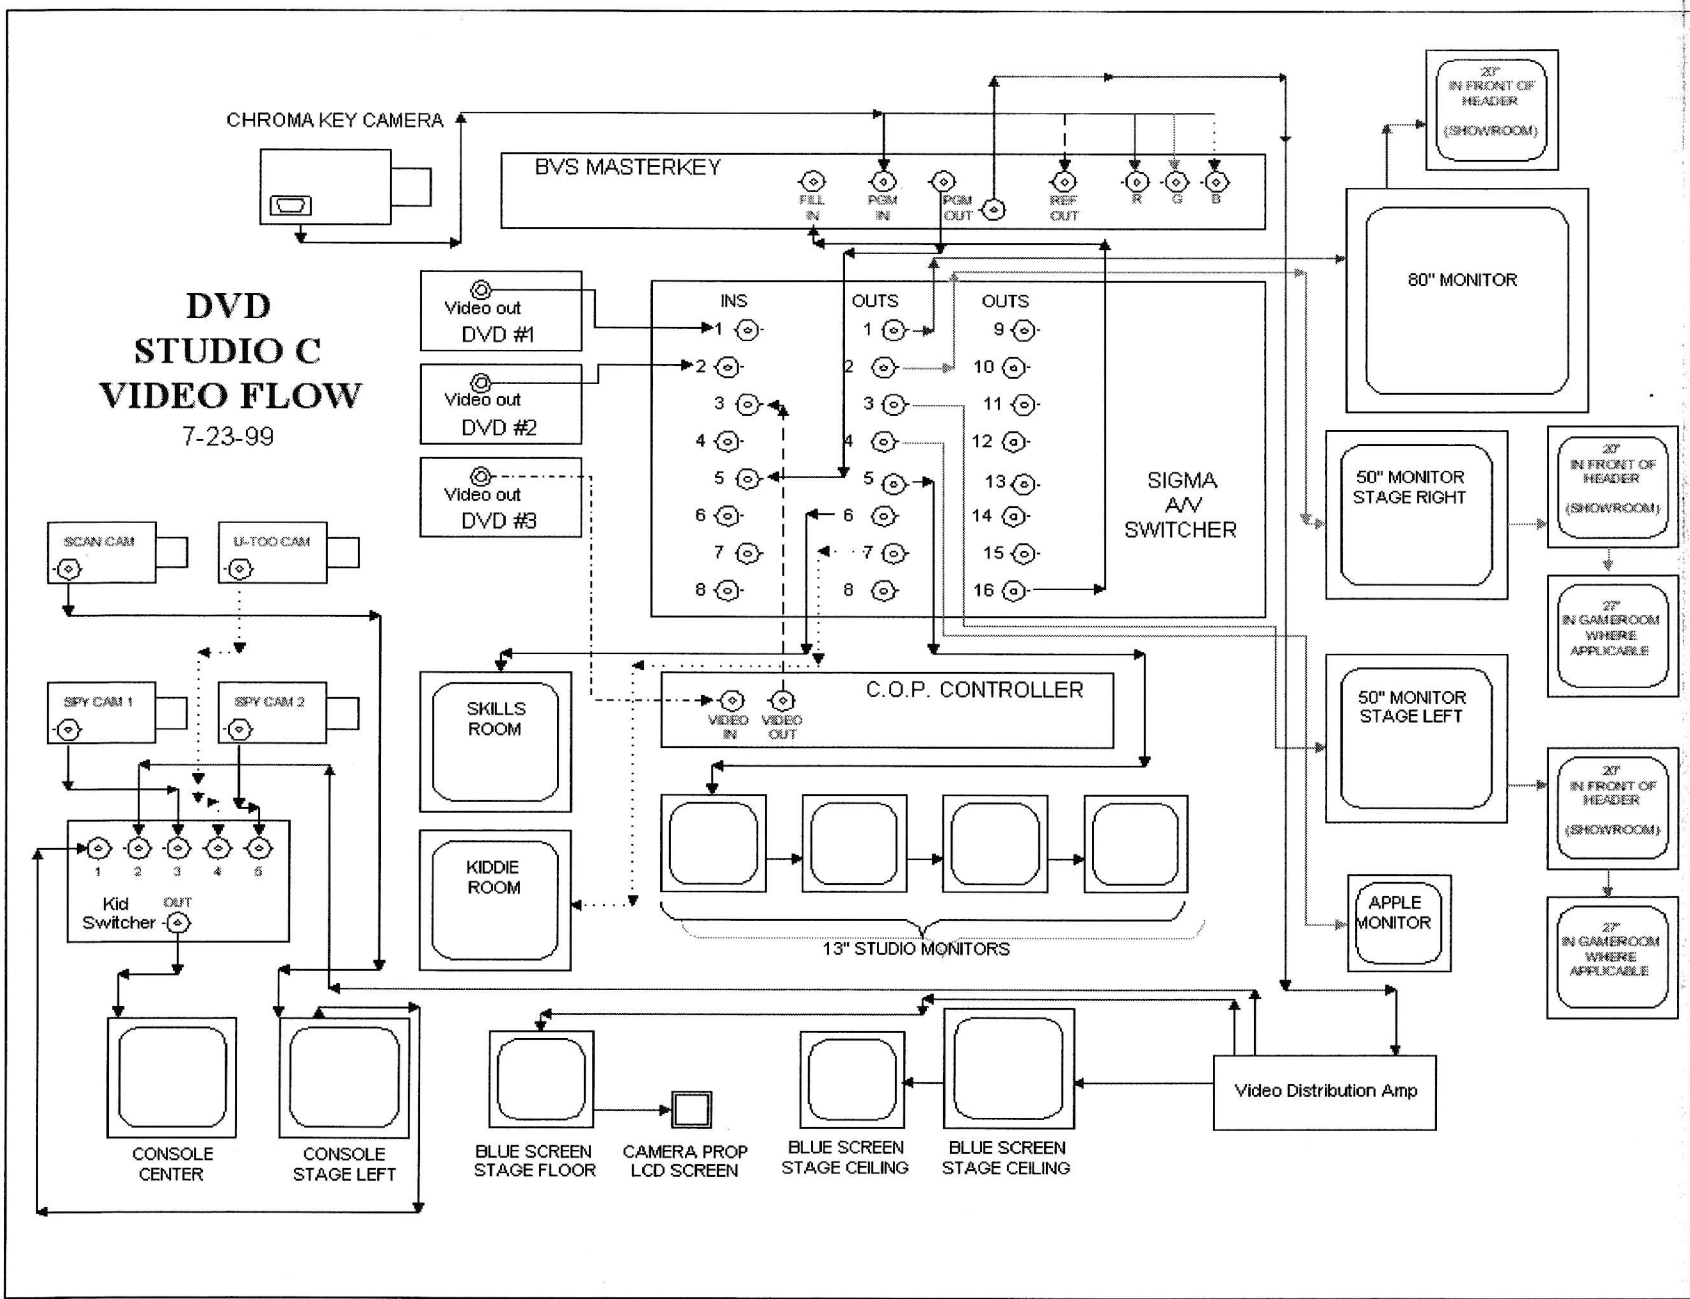 CHROMA KEY CAMERA
BVS MASTERKEY
FILL
IN
PGM
IN
PGM
OUT
REF
OUT
R
G
B
20"
IN FRONT OF
HEADER
(SHOWROOM)
80" MONITOR
DVD
STUDIO C
VIDEO FLOW
7-23-99
Video out
DVD #1
Video out
DVD #2
Video out
DVD #3
INS
1
2
3
4
5
6
7
8
OUTS
1
2
3
4
5
6
7
8
OUTS
9
10
11
12
13
14
15
16
SIGMA
A/V
SWITCHER
50" MONITOR
STAGE RIGHT
20"
IN FRONT OF
HEADER
(SHOWROOM)
27"
IN GAMEROOM
WHERE
APPLICABLE
50" MONITOR
STAGE LEFT
20"
IN FRONT OF
HEADER
(SHOWROOM)
27"
IN GAMEROOM
WHERE
APPLICABLE
APPLE
MONITOR
SCAN CAM
U-TOO CAM
SPY CAM 1
SPY CAM 2
1
2
3
4
5
Kid
Switcher
OUT
SKILLS
ROOM
KIDDIE
ROOM
C.O.P. CONTROLLER
VIDEO
IN
VIDEO
OUT
13" STUDIO MONITORS
CONSOLE
CENTER
CONSOLE
STAGE LEFT
BLUE SCREEN
STAGE FLOOR
CAMERA PROP
LCD SCREEN
BLUE SCREEN
STAGE CEILING
BLUE SCREEN
STAGE CEILING
Video Distribution Amp